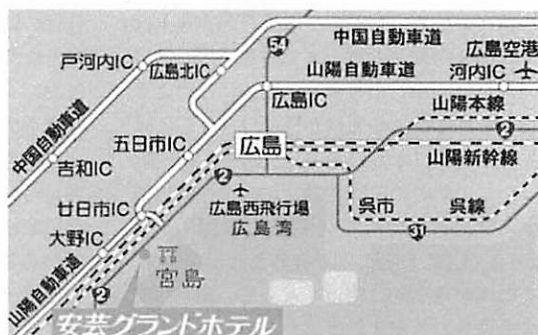 54
中国自動車道
広島空港
戸河内IC
広島北IC
山陽自動車道
河内IC
広島IC
山陽本線
中国自動車道
五日市IC
広島
2
山陽新幹線
吉和IC
2
廿日市IC
広島西飛行場
呉市
呉線
大野IC
広島湾
31
宮島
山陽自動車道
2
安芸グランドホテル